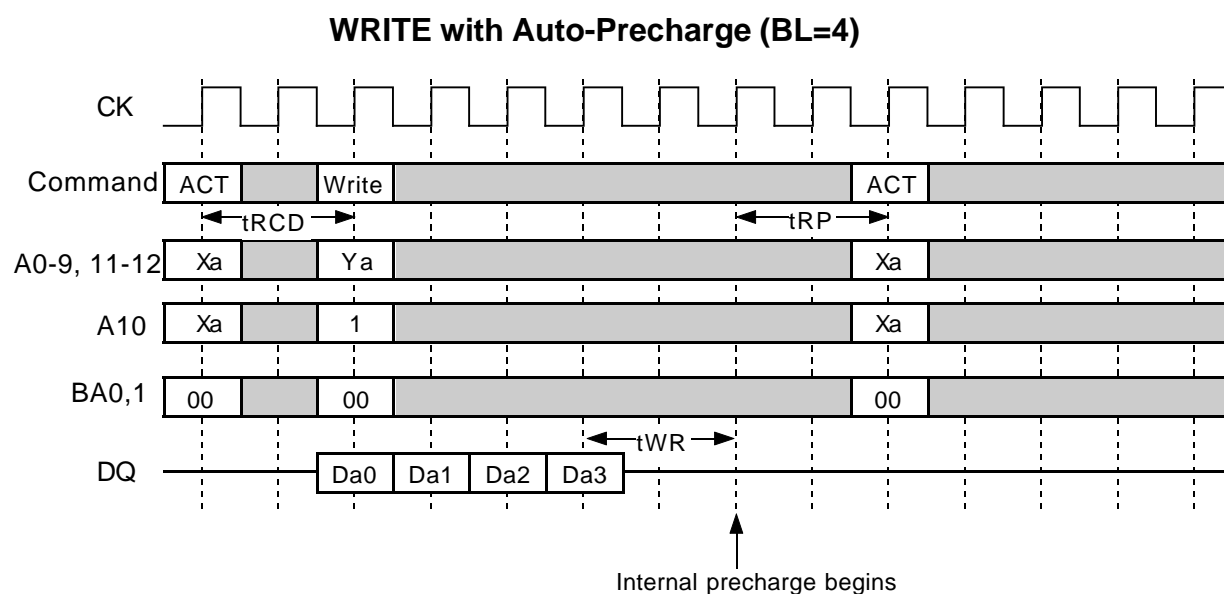 WRITE with Auto-Precharge (BL=4)
CK
Command ACT Write ACT
tRCD tRP
A0-9, 11-12 Xa Ya Xa
A10 Xa 1 Xa
BA0,1 00 00 00
tWR
DQ Da0 Da1 Da2 Da3
Internal precharge begins